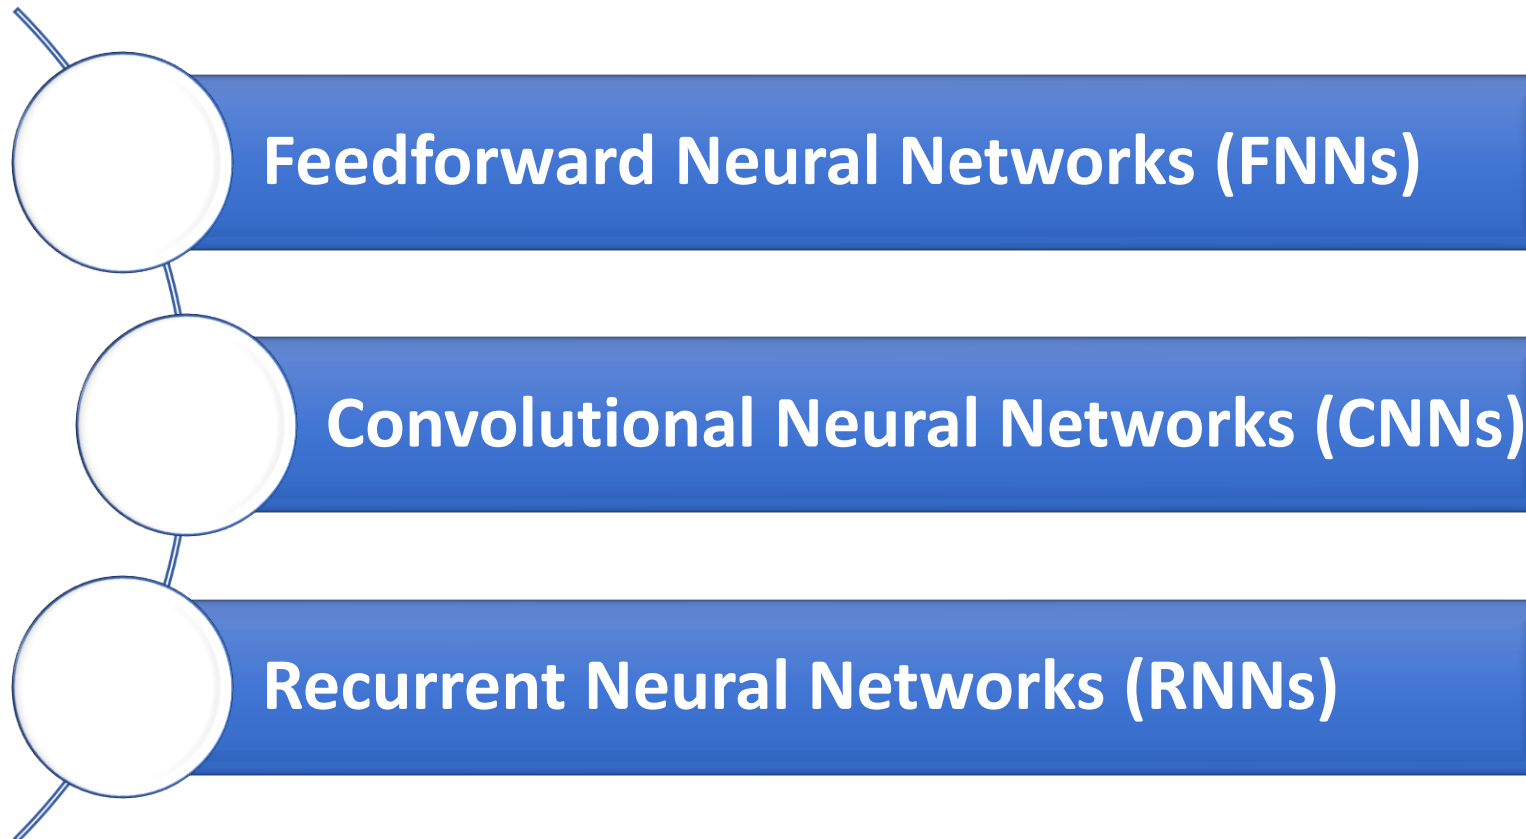 Feedforward Neural Networks (FNNs)
Convolutional Neural Networks (CNNs)
Recurrent Neural Networks (RNNs)